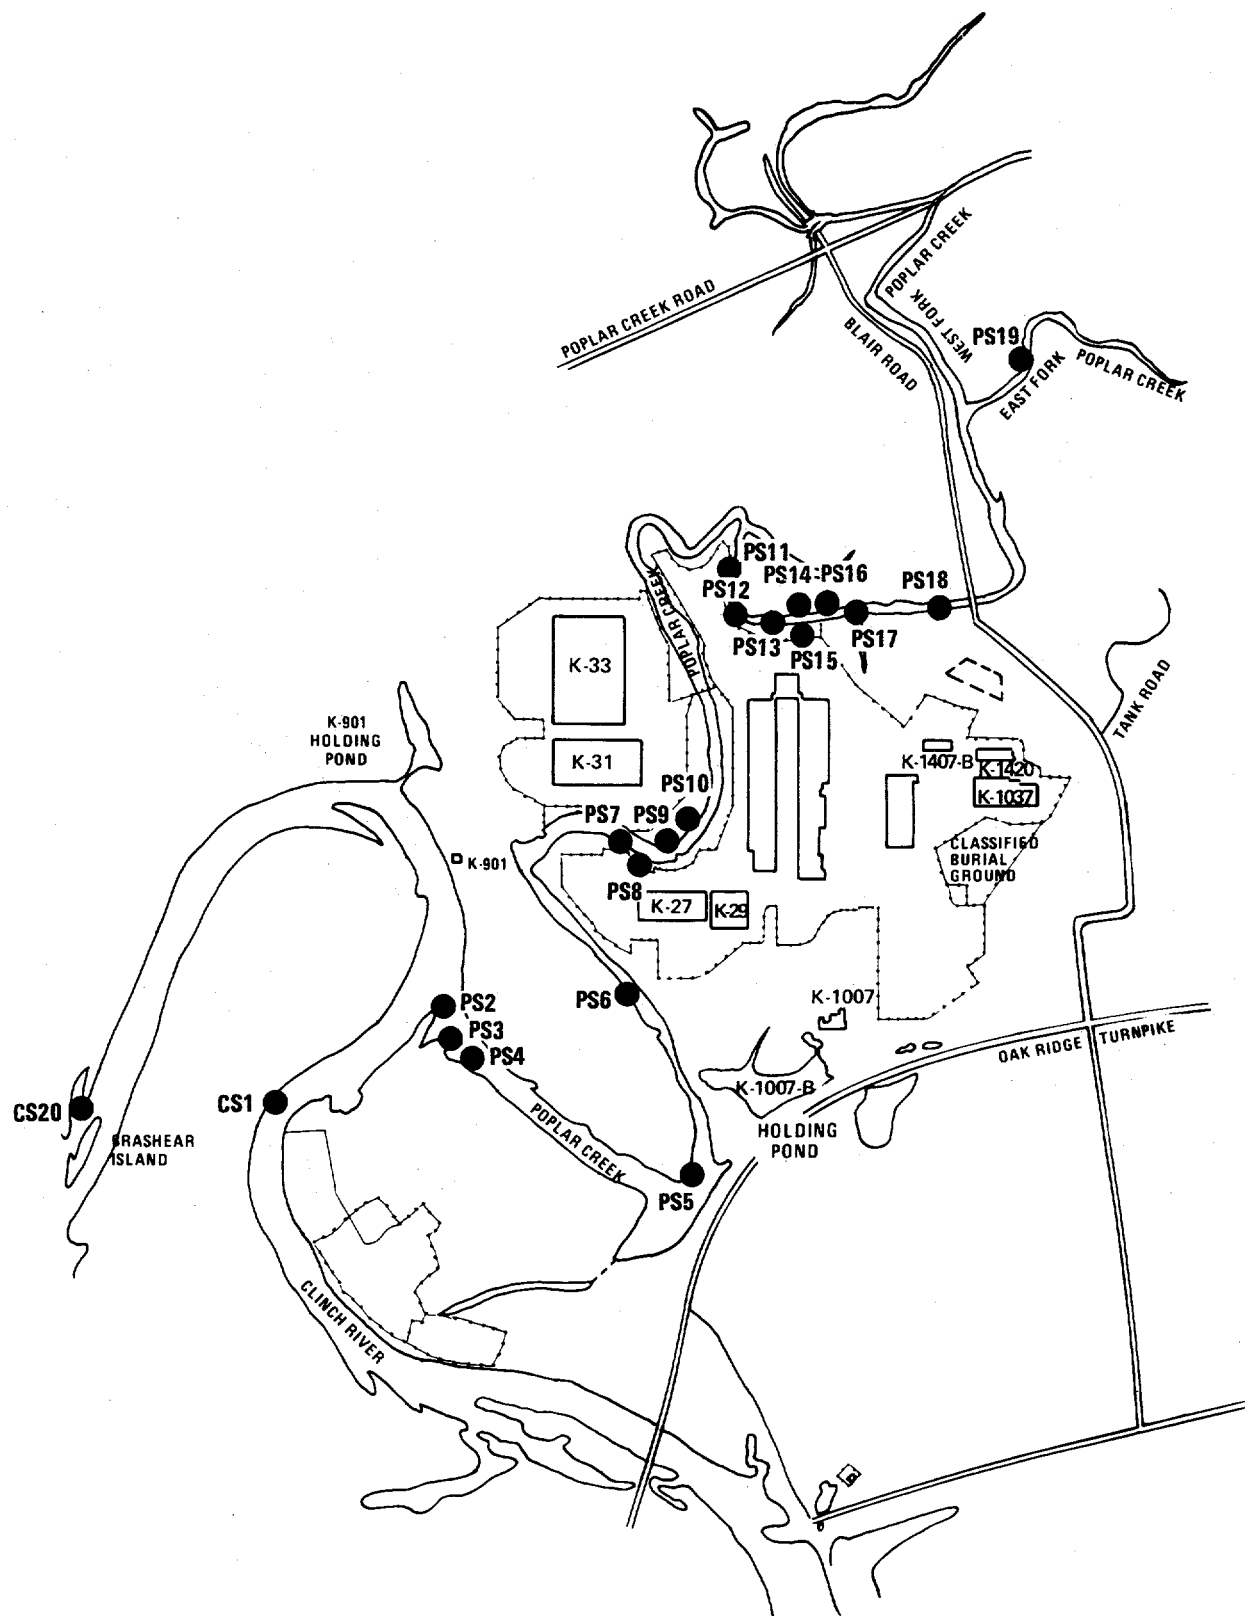 POPLAR CREEK
WEST FORK
POPLAR CREEK ROAD
BLAIR ROAD
PS19
POPLAR CREEK
EAST FORK
PS11
PS14
PS16
PS18
PS12
POPLAR CREEK
PS13
PS17
PS15
K-33
TANK ROAD
K-901
HOLDING
POND
K-31
K-1407-B
K-1420
PS10
K-1037
PS7
PS9
CLASSIFIED
BURIAL
GROUND
K-901
PS8
K-27
K-29
PS6
K-1007
PS2
PS3
PS4
OAK RIDGE
TURNPIKE
K-1007-B
HOLDING
POND
CS20
CS1
BRASHEAR
ISLAND
POPLAR CREEK
PS5
CLINCH RIVER